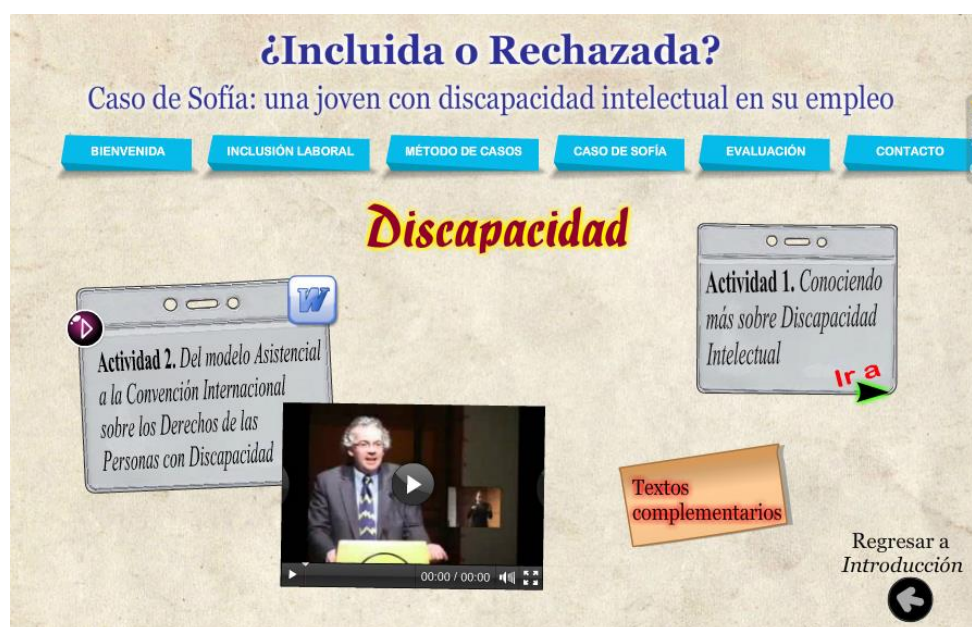 ¿Incluida o Rechazada?
Caso de Sofía: una joven con discapacidad intelectual en su empleo
BIENVENIDA
INCLUSIÓN LABORAL
MÉTODO DE CASOS
CASO DE SOFÍA
EVALUACIÓN
CONTACTO
Discapacidad
Actividad 1. Conociendo
más sobre Discapacidad
Intelectual
Ir a
W
Actividad 2. Del modelo Asistencial
a la Convención Internacional
sobre los Derechos de las
Personas con Discapacidad
00:00 / 00:00
Textos
complementarios
Regresar a
Introducción